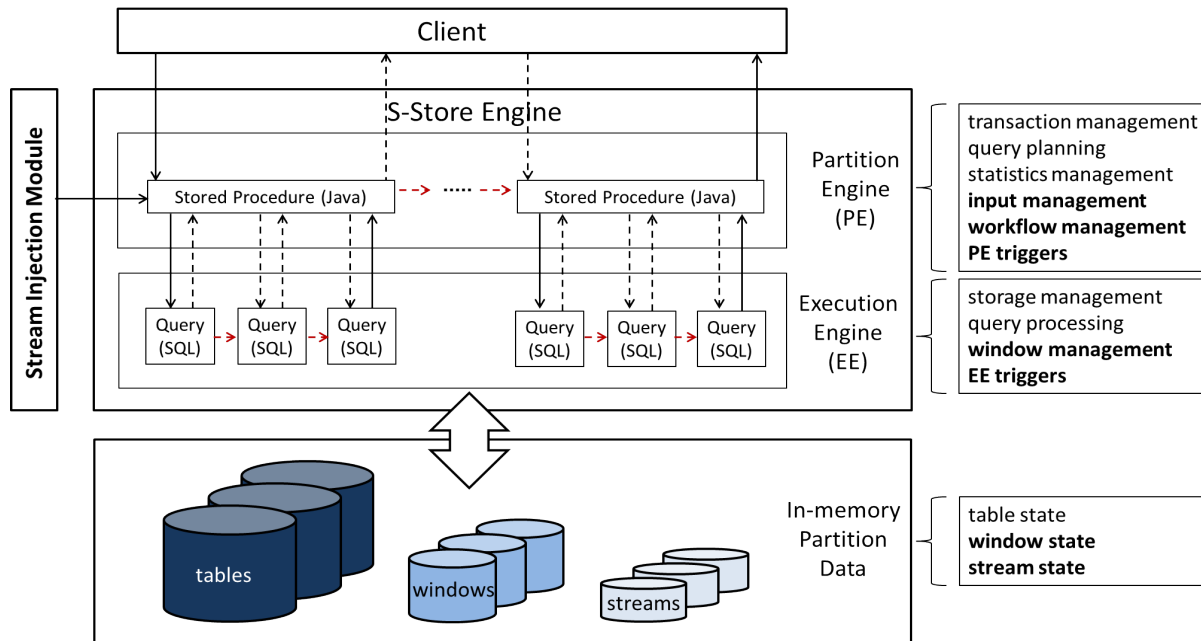 Client
Stream Injection Module
S-Store Engine
Stored Procedure (Java)
.....
Stored Procedure (Java)
Partition
Engine
(PE)
transaction management
query planning
statistics management
input management
workflow management
PE triggers
Query
(SQL)
Query
(SQL)
Query
(SQL)
Query
(SQL)
Query
(SQL)
Query
(SQL)
Execution
Engine
(EE)
storage management
query processing
window management
EE triggers
tables
windows
streams
In-memory
Partition
Data
table state
window state
stream state